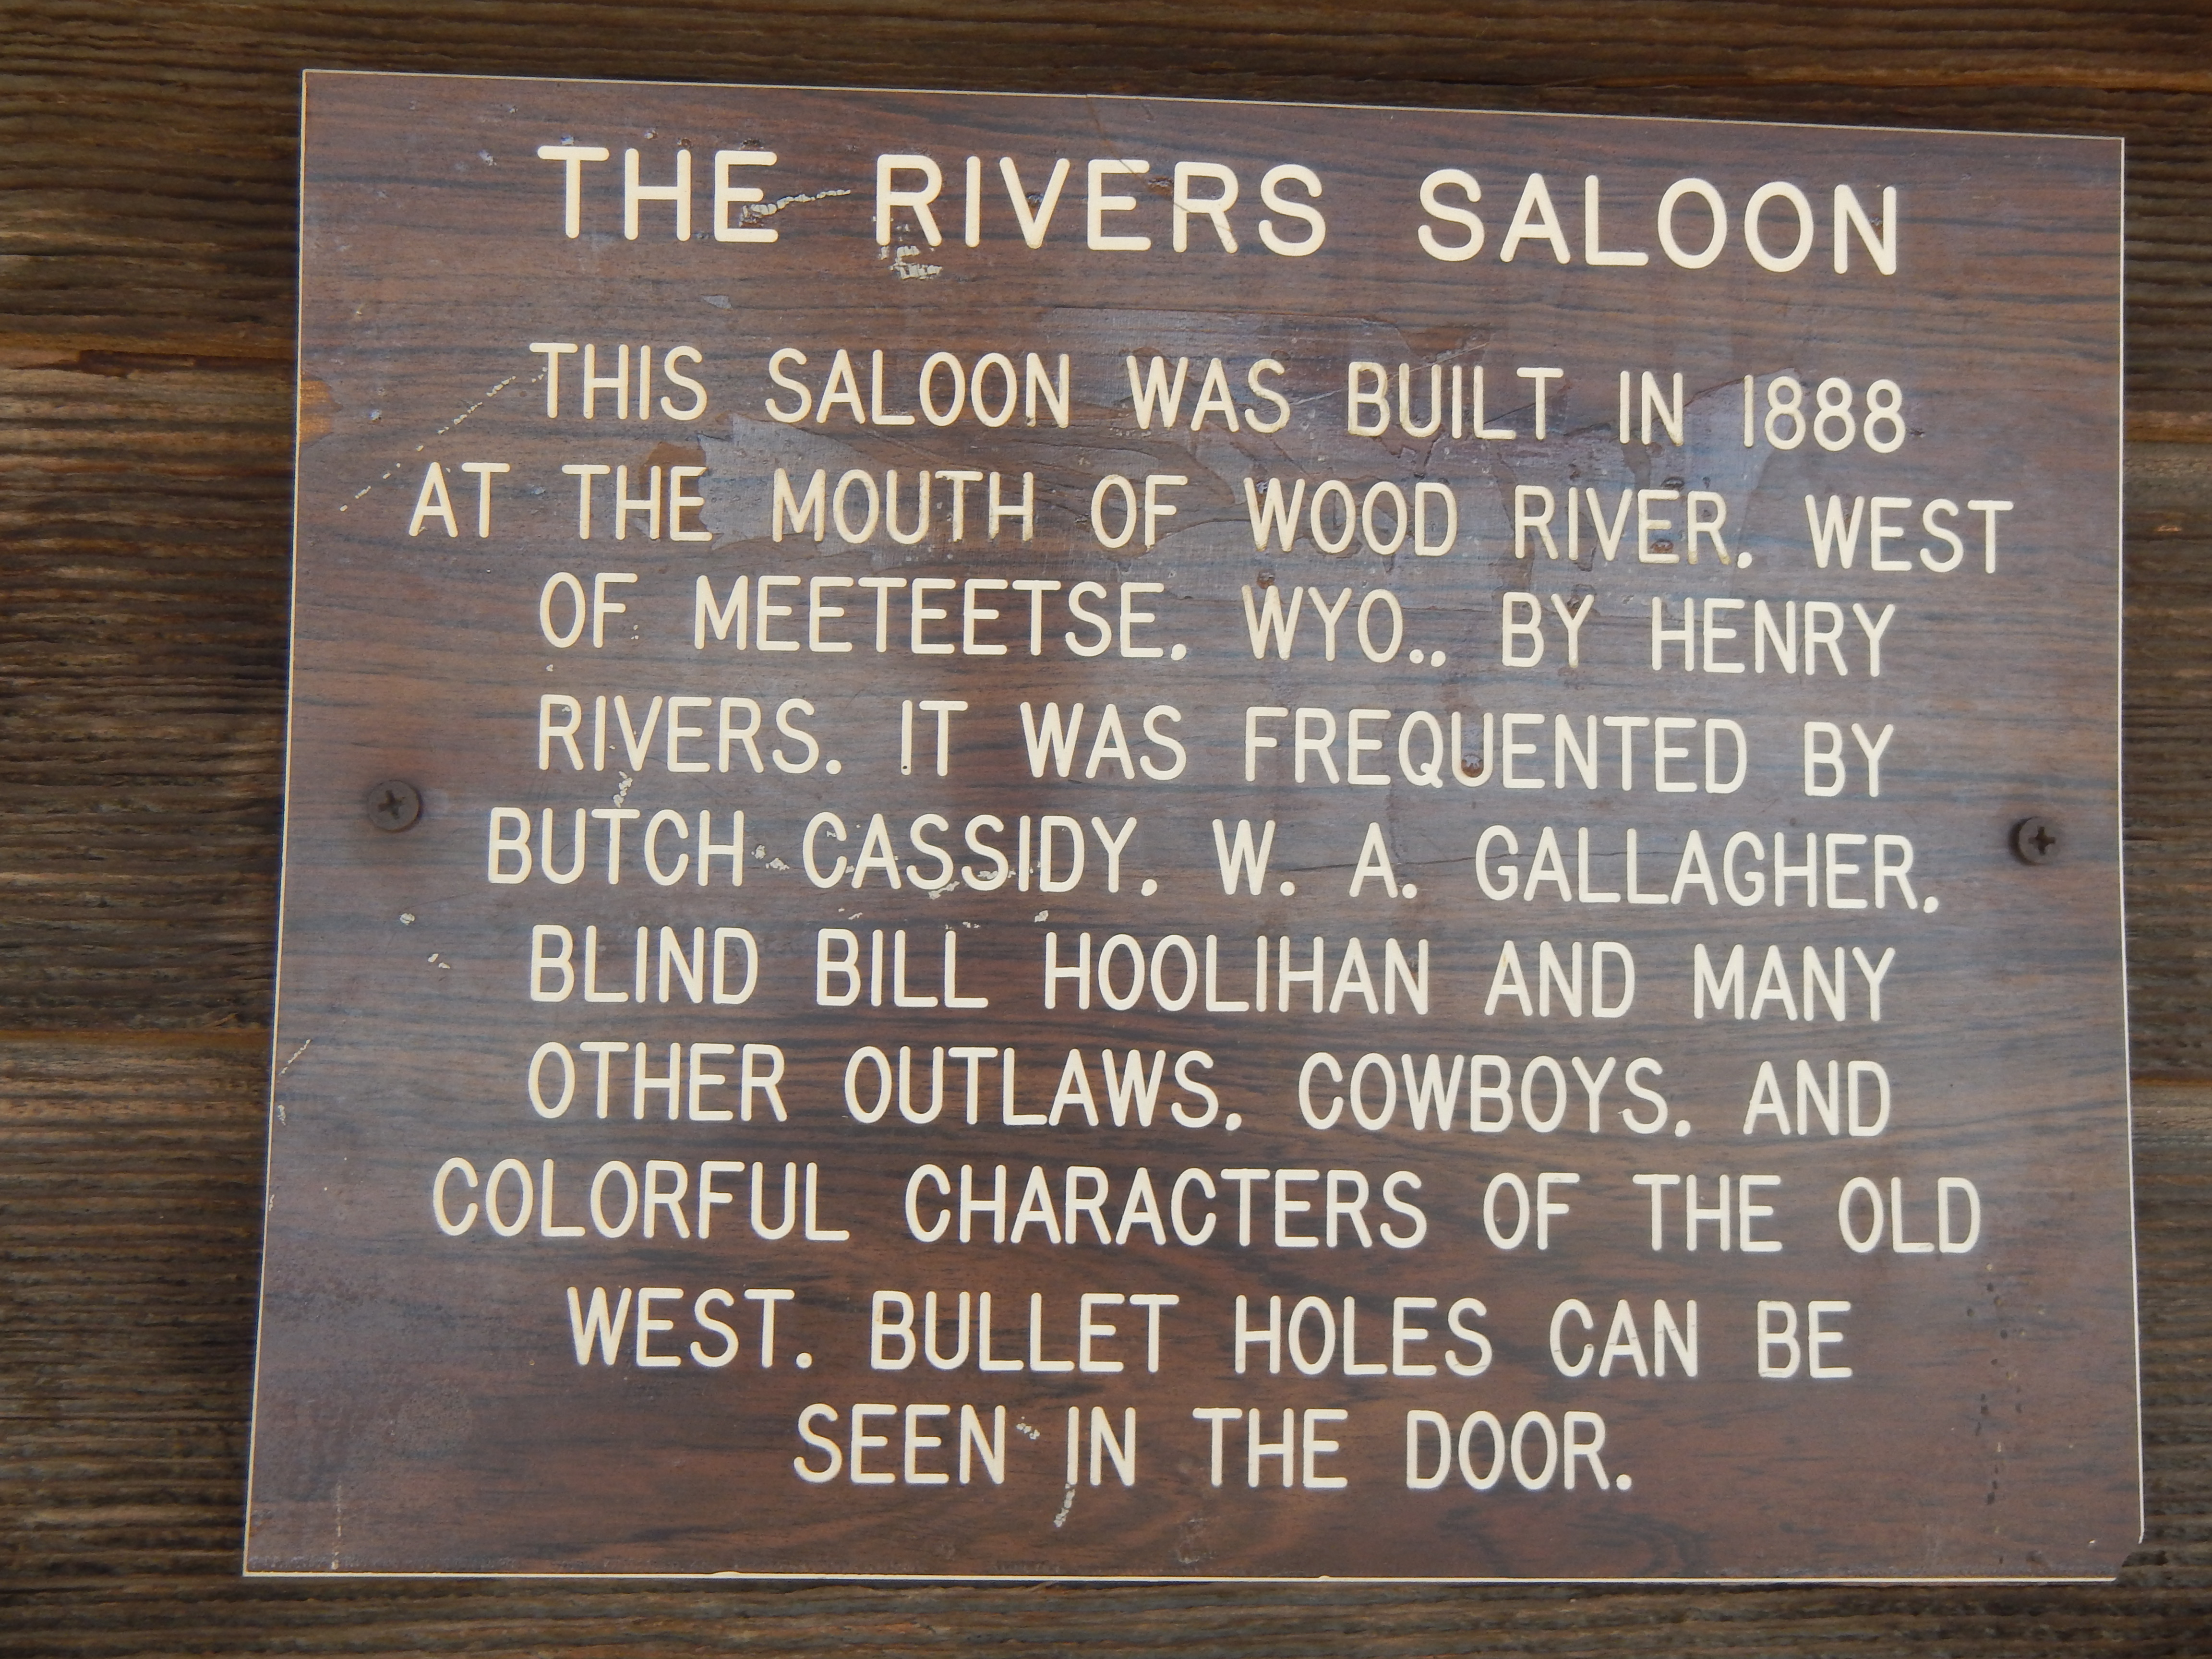 THE RIVERS SALOON
THIS SALOON WAS BUILT IN 1888
AT THE MOUTH OF WOOD RIVER, WEST
OF MEETEETSE, WYO., BY HENRY
RIVERS. IT WAS FREQUENTED BY
BUTCH CASSIDY, W. A. GALLAGHER,
BLIND BILL HOOLIHAN AND MANY
OTHER OUTLAWS, COWBOYS, AND
COLORFUL CHARACTERS OF THE OLD
WEST. BULLET HOLES CAN BE
SEEN IN THE DOOR.